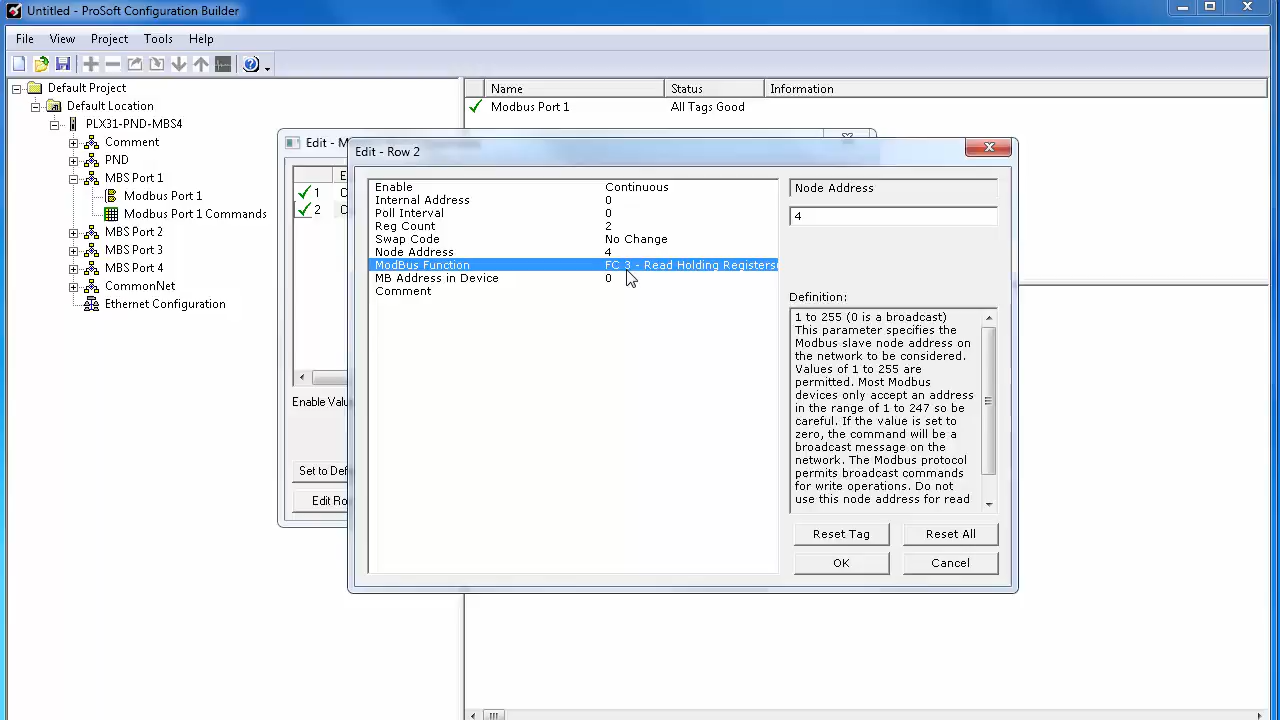 Untitled - ProSoft Configuration Builder
File View Project Tools Help
Default Project
Default Location
PLX31-PND-MBS4
Comment
PND
MBS Port 1
Modbus Port 1
Modbus Port 1 Commands
MBS Port 2
MBS Port 3
MBS Port 4
CommonNet
Ethernet Configuration
Name Status Information
Modbus Port 1 All Tags Good
Edit - M
E
1 C
2 C
Enable Valu
Set to Def
Edit Ro
Edit - Row 2
Enable Continuous
Internal Address 0
Poll Interval 0
Reg Count 2
Swap Code No Change
Node Address 4
ModBus Function FC 3 - Read Holding Registers(
MB Address in Device 0
Comment
Node Address
4
Definition:
1 to 255 (0 is a broadcast)
This parameter specifies the
Modbus slave node address on
the network to be considered.
Values of 1 to 255 are
permitted. Most Modbus
devices only accept an address
in the range of 1 to 247 so be
careful. If the value is set to
zero, the command will be a
broadcast message on the
network. The Modbus protocol
permits broadcast commands
for write operations. Do not
use this node address for read
Reset Tag Reset All
OK Cancel